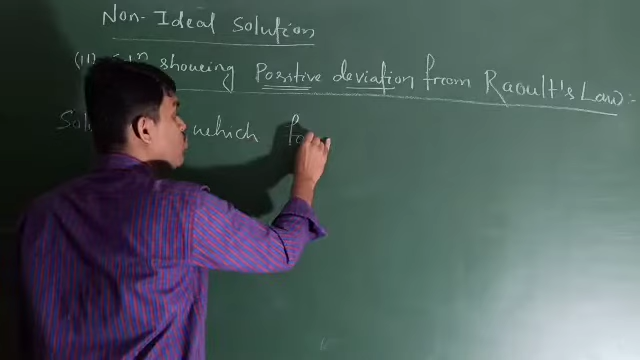 Non-Ideal Solution
showing Positive deviation from Raoult's Law:
which